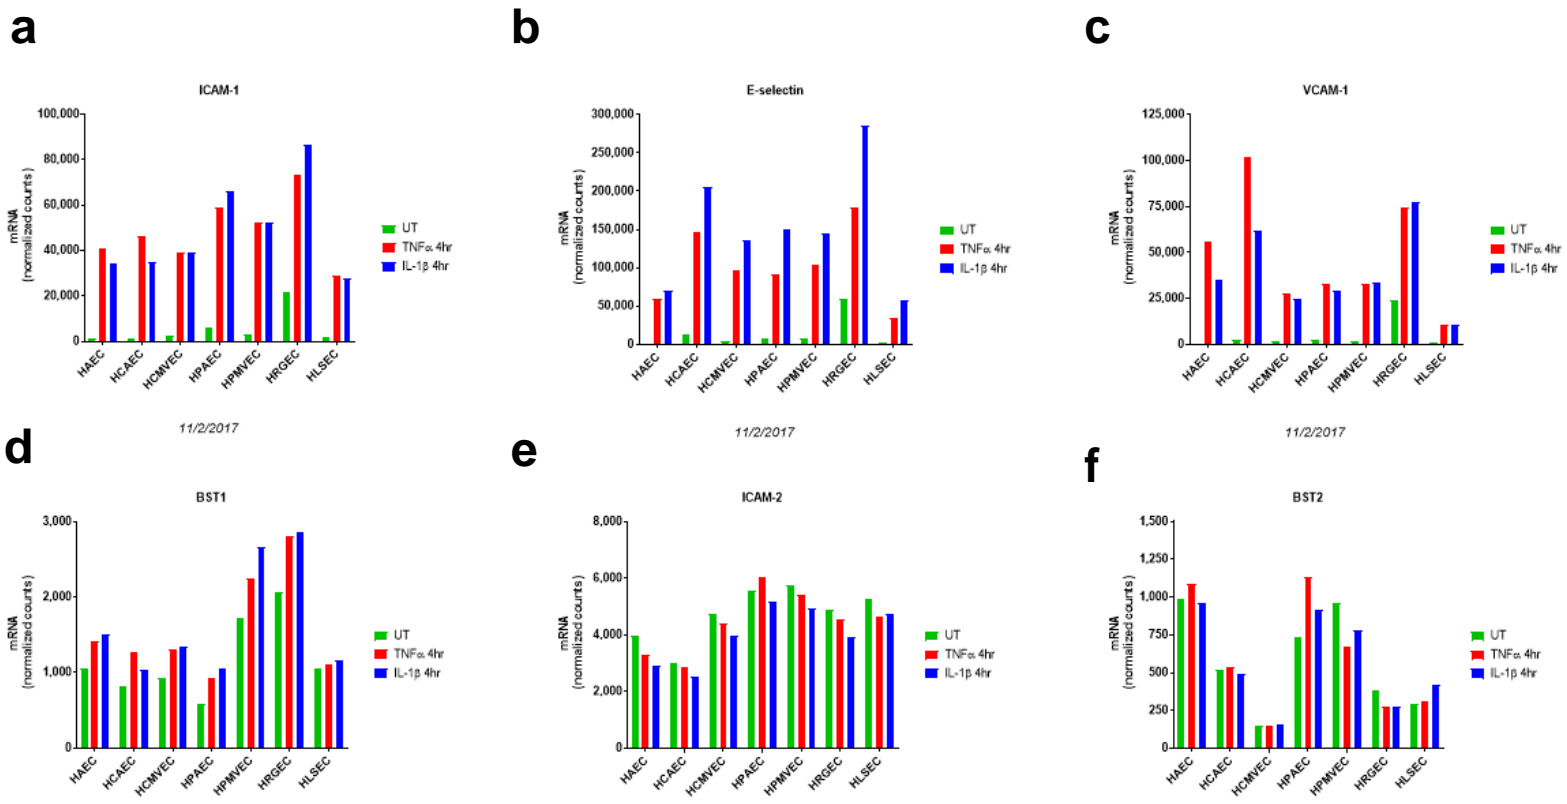 a
ICAM-1
mRNA
(normalized counts)
100,000
80,000
60,000
40,000
20,000
0
HAEC
HCAEC
HCMVEC
HPAEC
HPMVEC
HRGEC
HLSEC
UT
TNFα 4hr
IL-1β 4hr
11/2/2017
b
E-selectin
mRNA
(normalized counts)
300,000
250,000
200,000
150,000
100,000
50,000
0
HAEC
HCAEC
HCMVEC
HPAEC
HPMVEC
HRGEC
HLSEC
UT
TNFα 4hr
IL-1β 4hr
11/2/2017
c
VCAM-1
mRNA
(normalized counts)
125,000
100,000
75,000
50,000
25,000
0
HAEC
HCAEC
HCMVEC
HPAEC
HPMVEC
HRGEC
HLSEC
UT
TNFα 4hr
IL-1β 4hr
11/2/2017
d
BST1
mRNA
(normalized counts)
3,000
2,000
1,000
0
HAEC
HCAEC
HCMVEC
HPAEC
HPMVEC
HRGEC
HLSEC
UT
TNFα 4hr
IL-1β 4hr
e
ICAM-2
mRNA
(normalized counts)
8,000
6,000
4,000
2,000
0
HAEC
HCAEC
HCMVEC
HPAEC
HPMVEC
HRGEC
HLSEC
UT
TNFα 4hr
IL-1β 4hr
f
BST2
mRNA
(normalized counts)
1,500
1,250
1,000
750
500
250
0
HAEC
HCAEC
HCMVEC
HPAEC
HPMVEC
HRGEC
HLSEC
UT
TNFα 4hr
IL-1β 4hr